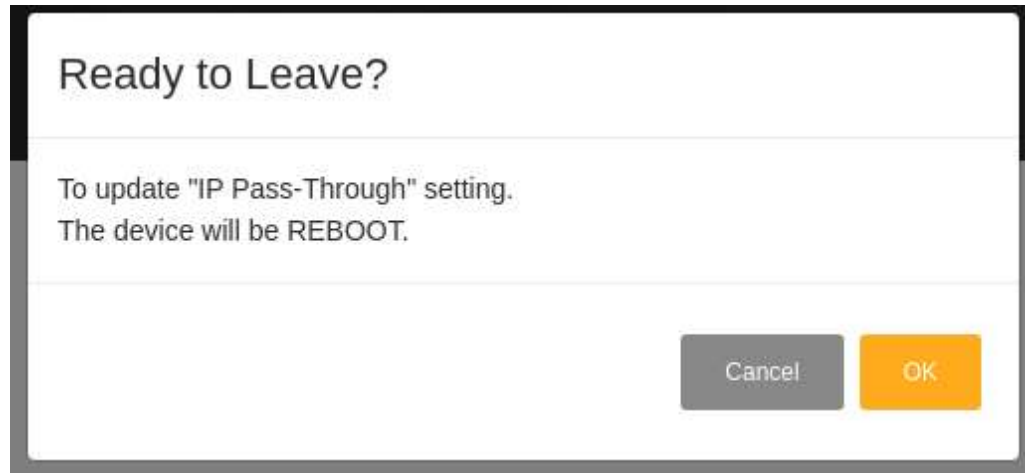 Ready to Leave?
To update "IP Pass-Through" setting.
The device will be REBOOT.
Cancel
OK